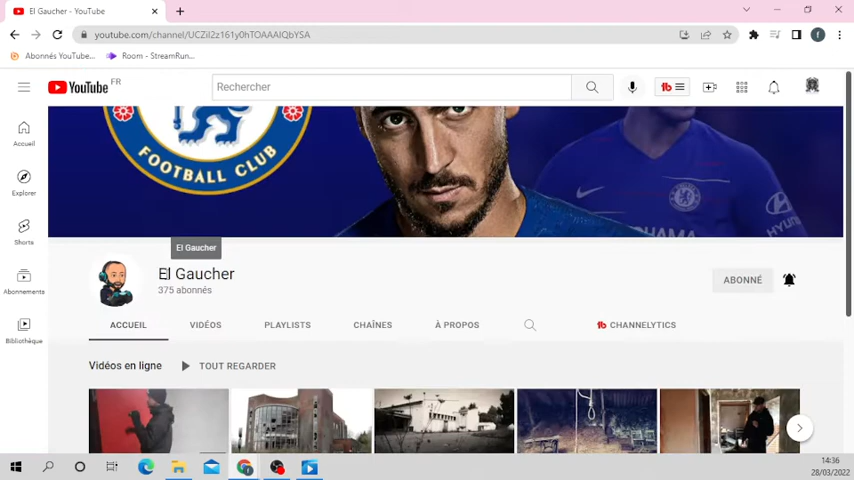 El Gaucher - YouTube
youtube.com/channel/UCZil2z161y0hTOAAAIQbYSA
Abonnés YouTube...
Room - StreamRun...
YouTube FR
Rechercher
Accueil
Explorer
Shorts
Abonnements
Bibliothèque
FOOTBALL CLUB
HYUNDAI
El Gaucher
El Gaucher
375 abonnés
ABONNÉ
ACCUEIL
VIDÉOS
PLAYLISTS
CHAÎNES
À PROPOS
CHANNELYTICS
Vidéos en ligne
TOUT REGARDER
14:36
28/03/2022